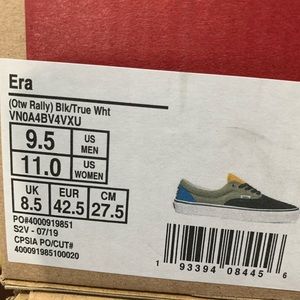 Era
(Otw Rally) Blk/True Wht
VN0A4BV4VXU
9.5 US MEN
11.0 US WOMEN
UK EUR CM
8.5 42.5 27.5
PO#4000919851
S2V - 07/19
CPSIA PO/CUT#
400091985100020
1 93394 08445 6